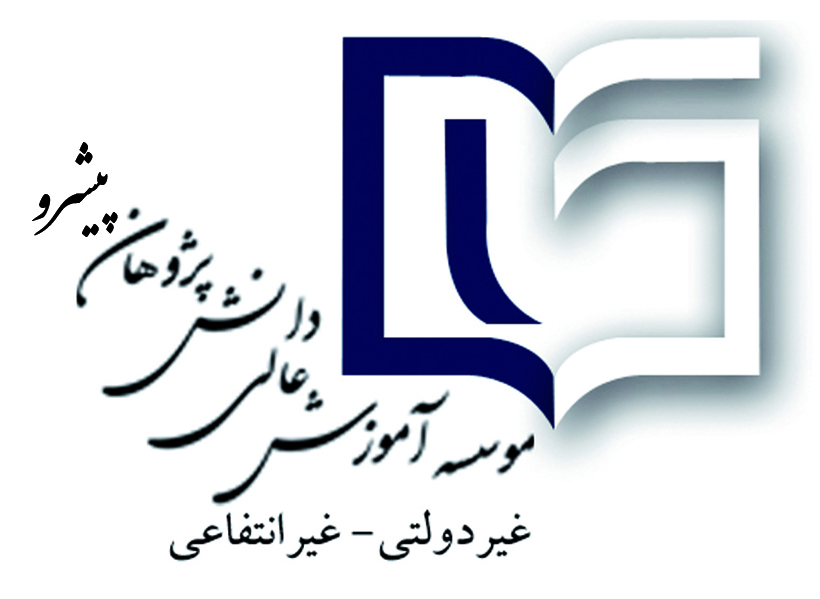 موسسه آموزش عالی دانش پژوهان پیشرو
غیر دولتی - غیر انتفاعی